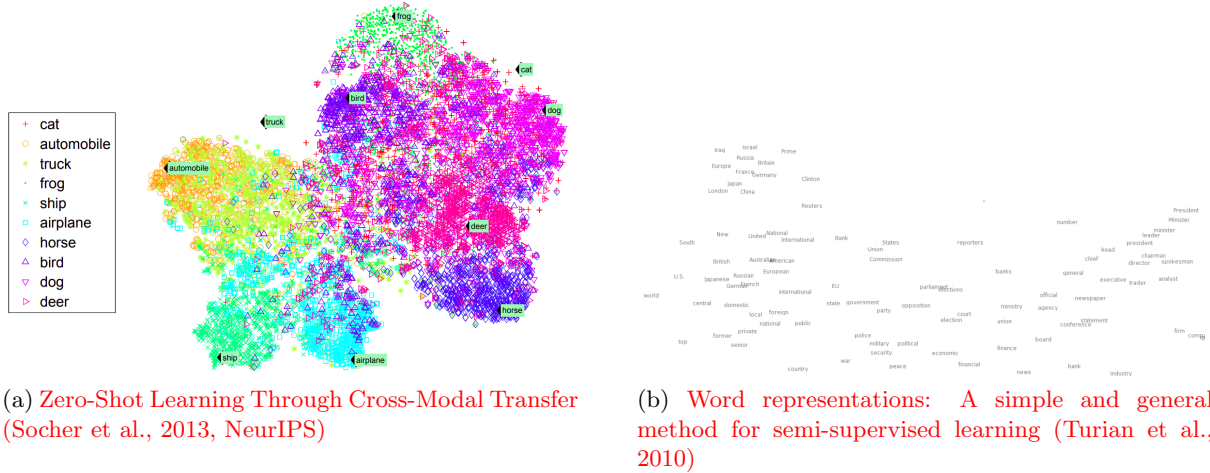 frog
cat
bird
dog
truck
automobile
deer
horse
ship
airplane
cat
automobile
truck
frog
ship
airplane
horse
bird
dog
deer
(a) Zero-Shot Learning Through Cross-Modal Transfer
(Socher et al., 2013, NeurIPS)
Iraq Israel Prime
Russia
Europe Britain
France
Germany
Japan Clinton
London China
Reuters
President
number Minister
minister
New National leader
South United International Bank States reporters president
Union head
chairman
British Australian American Commission chief director spokesman
European banks general
U.S. Russian executive analyst
Japanese French trader
German EU parliament
world international elections official newspaper
central domestic state government opposition ministry agency
local foreign party court statement
national public election union conference
former police firm
private board
top senior military political finance
security economic
war
country peace financial news bank industry
(b) Word representations: A simple and general
method for semi-supervised learning (Turian et al.,
2010)